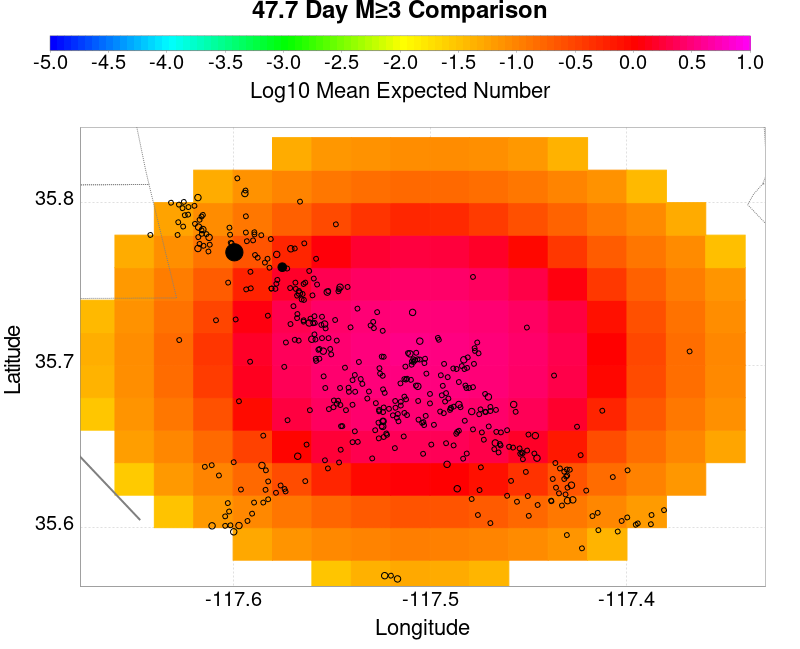 47.7 Day M≥3 Comparison
-5.0 -4.5 -4.0 -3.5 -3.0 -2.5 -2.0 -1.5 -1.0 -0.5 0.0 0.5 1.0
Log10 Mean Expected Number
35.8
35.7
35.6
Latitude
-117.6 -117.5 -117.4
Longitude